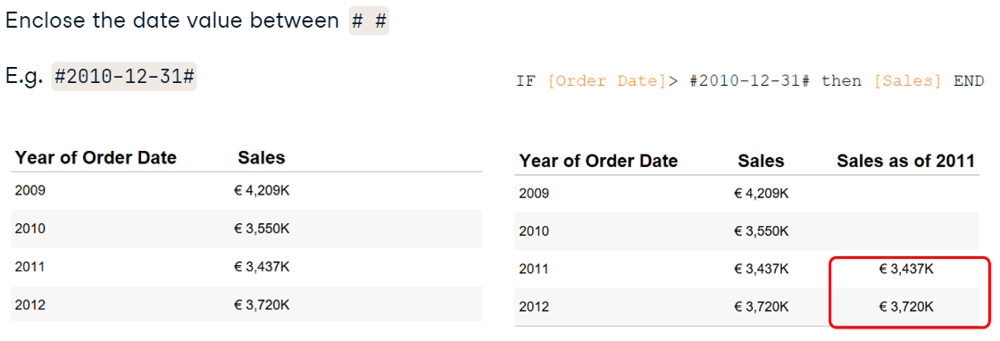 Enclose the date value between # #
E.g. #2010-12-31#
IF [Order Date]> #2010-12-31# then [Sales] END
Year of Order Date Sales
2009 € 4,209K
2010 € 3,550K
2011 € 3,437K
2012 € 3,720K
Year of Order Date Sales Sales as of 2011
2009 € 4,209K
2010 € 3,550K
2011 € 3,437K € 3,437K
2012 € 3,720K € 3,720K